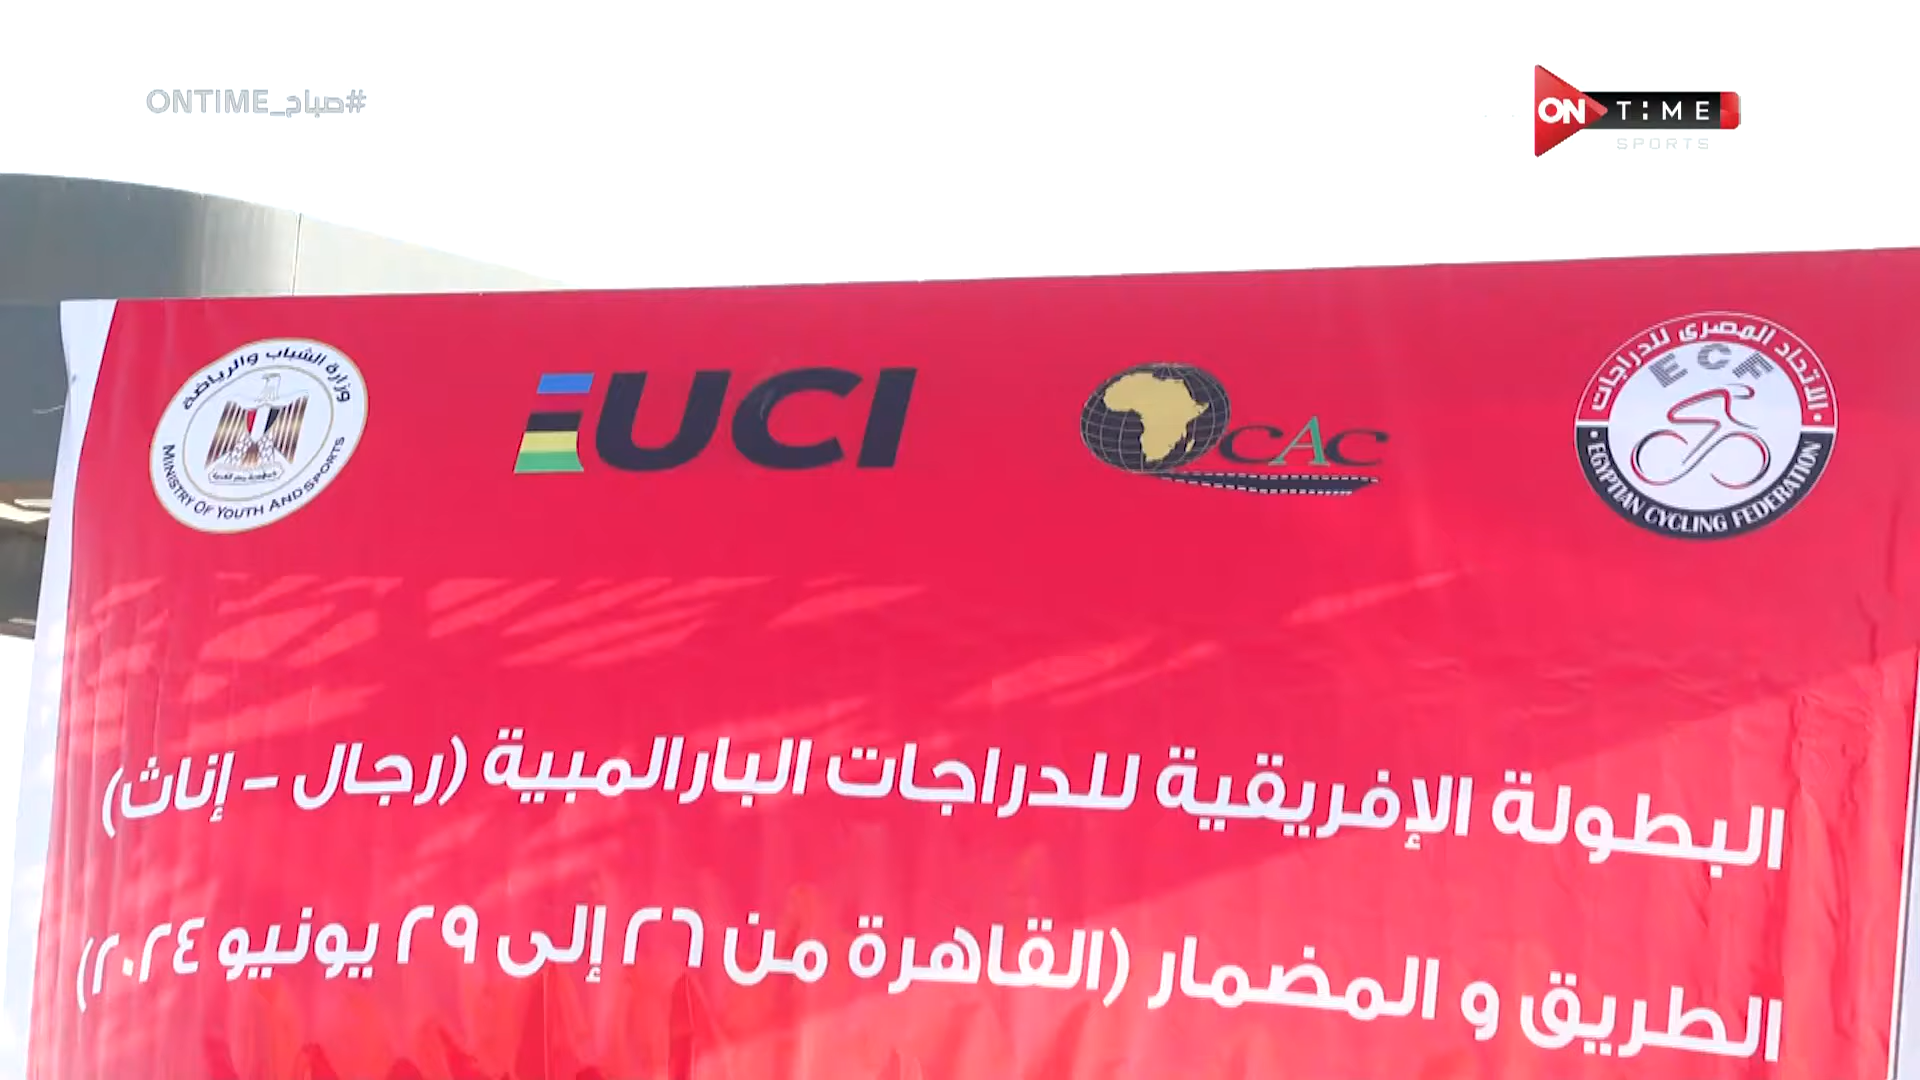 #صباح_ONTIME
ON TIME
SPORTS
وزارة الشباب والرياضة
MINISTRY OF YOUTH AND SPORTS
UCI
CAC
الاتحاد المصرى للدراجات
ECF
EGYPTIAN CYCLING FEDERATION
البطولة الإفريقية للدراجات البارالمبية (رجال - إناث)
الطريق و المضمار (القاهرة من ٢٦ إلى ٢٩ يونيو ٢٠٢٤)